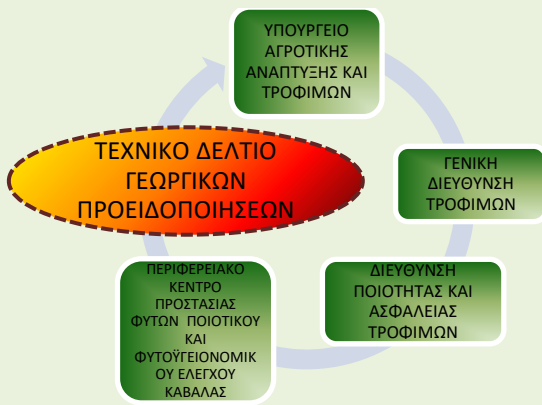 ΥΠΟΥΡΓΕΙΟ
ΑΓΡΟΤΙΚΗΣ
ΑΝΑΠΤΥΞΗΣ ΚΑΙ
ΤΡΟΦΙΜΩΝ
ΤΕΧΝΙΚΟ ΔΕΛΤΙΟ
ΓΕΩΡΓΙΚΩΝ
ΠΡΟΕΙΔΟΠΟΙΗΣΕΩΝ
ΓΕΝΙΚΗ
ΔΙΕΥΘΥΝΣΗ
ΤΡΟΦΙΜΩΝ
ΔΙΕΥΘΥΝΣΗ
ΠΟΙΟΤΗΤΑΣ ΚΑΙ
ΑΣΦΑΛΕΙΑΣ
ΤΡΟΦΙΜΩΝ
ΠΕΡΙΦΕΡΕΙΑΚΟ
ΚΕΝΤΡΟ
ΠΡΟΣΤΑΣΙΑΣ
ΦΥΤΩΝ ΠΟΙΟΤΙΚΟΥ
ΚΑΙ
ΦΥΤΟΫΓΕΙΟΝΟΜΙΚ
ΟΥ ΕΛΕΓΧΟΥ
ΚΑΒΑΛΑΣ